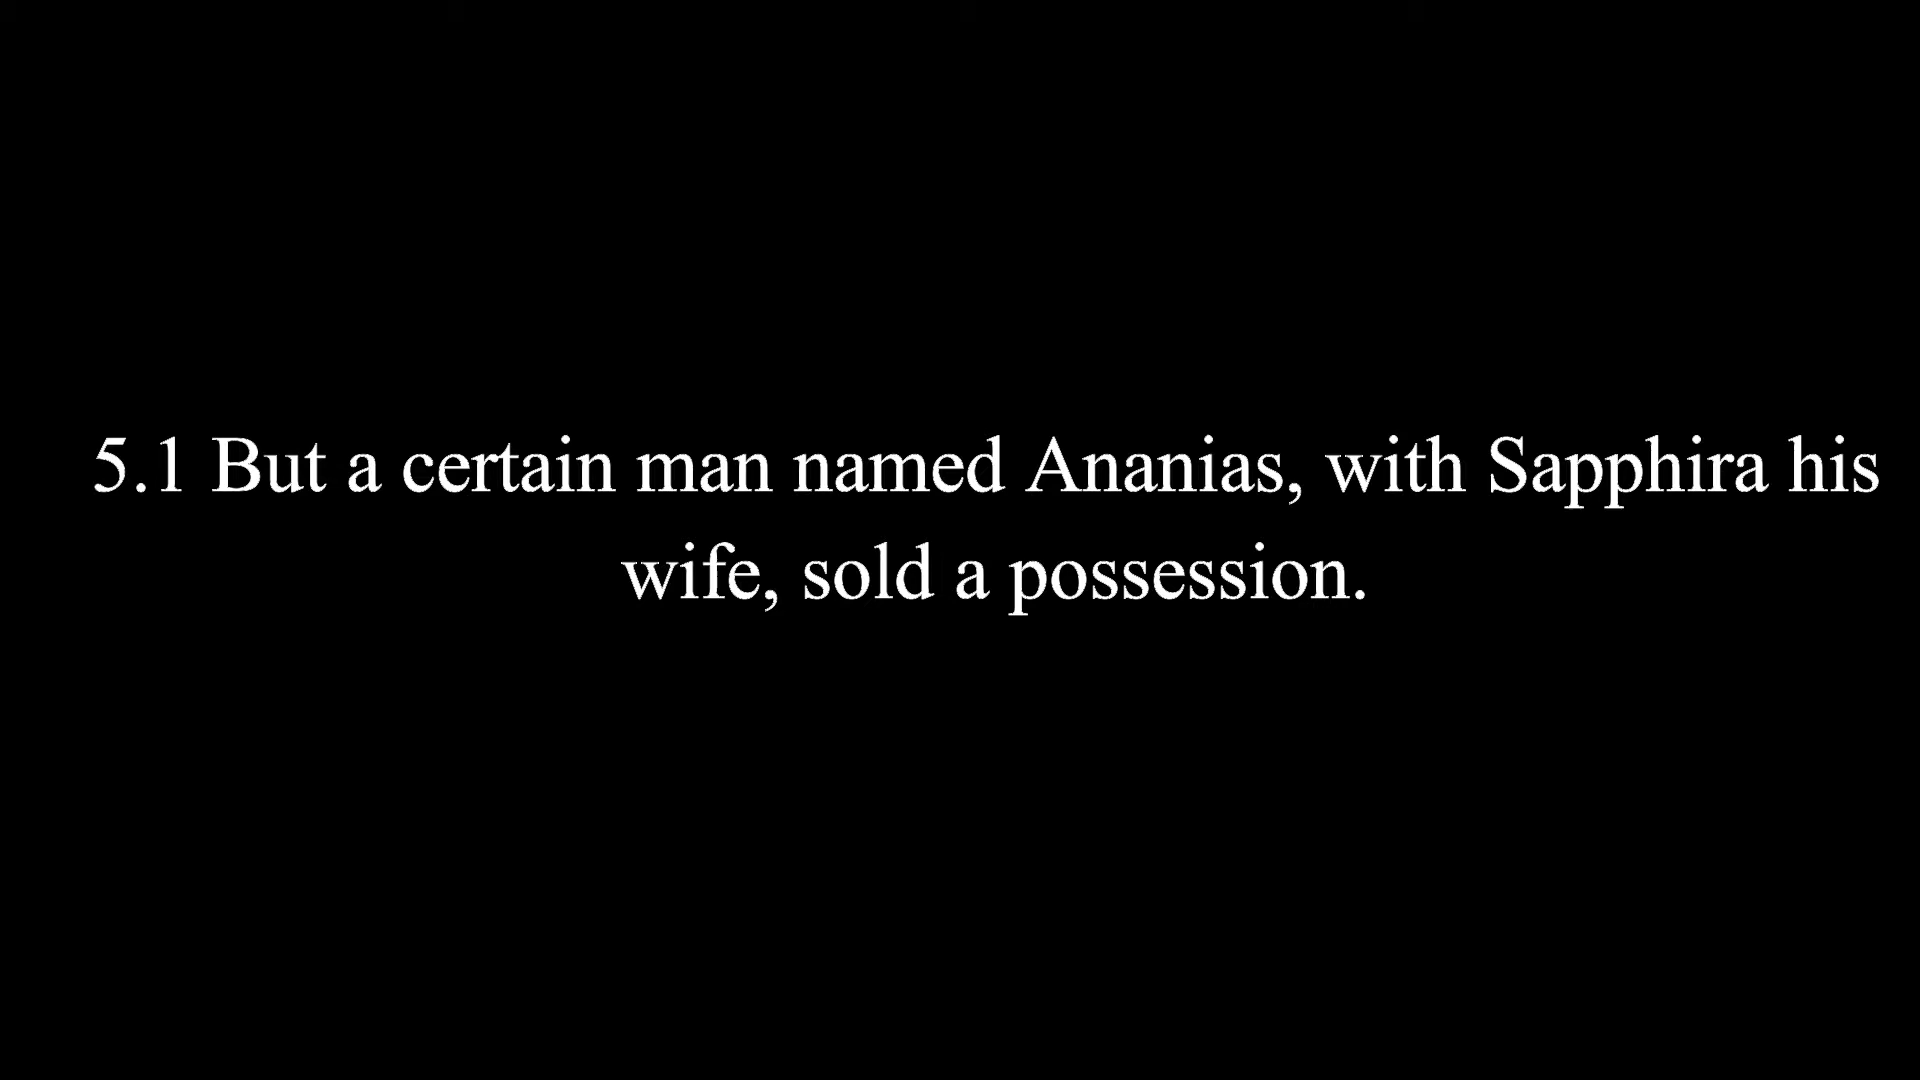 5.1 But a certain man named Ananias, with Sapphira his
wife, sold a possession.